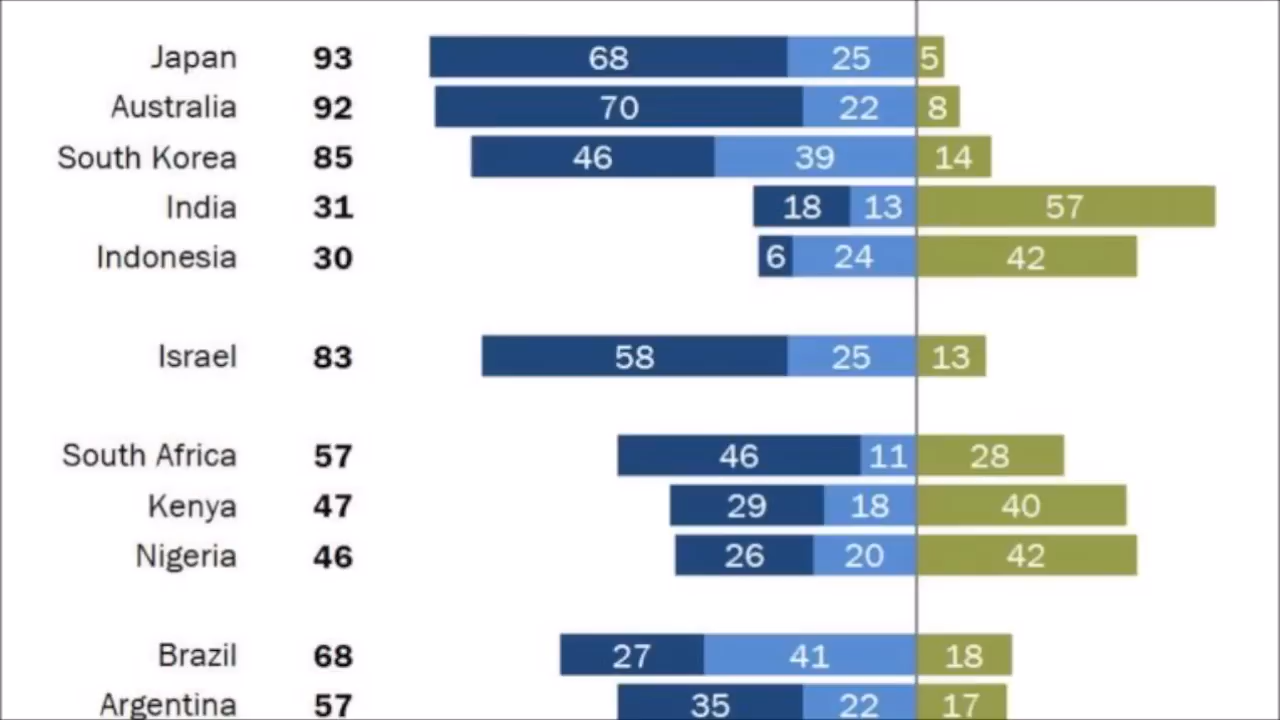 Japan 93 68 25 5
Australia 92 70 22 8
South Korea 85 46 39 14
India 31 18 13 57
Indonesia 30 6 24 42
Israel 83 58 25 13
South Africa 57 46 11 28
Kenya 47 29 18 40
Nigeria 46 26 20 42
Brazil 68 27 41 18
Argentina 57 35 22 17